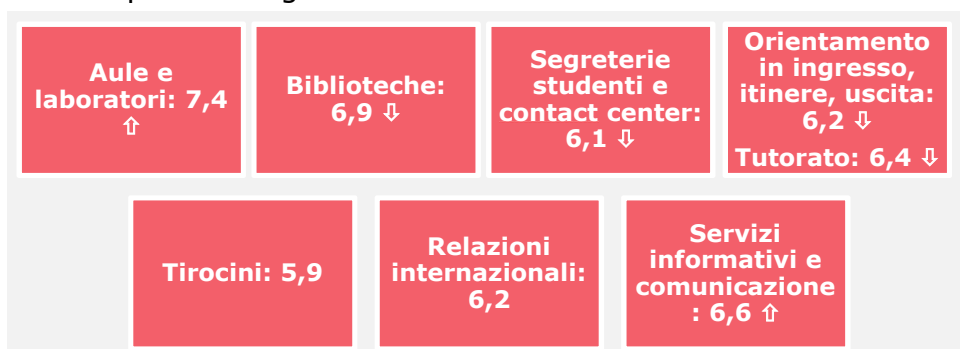 Aule e
laboratori: 7,4
⇧
Biblioteche:
6,9 ⇩
Segreterie
studenti e
contact center:
6,1 ⇩
Orientamento
in ingresso,
itinere, uscita:
6,2 ⇩
Tutorato: 6,4 ⇩
Tirocini: 5,9
Relazioni
internazionali:
6,2
Servizi
informativi e
comunicazione
: 6,6 ⇧